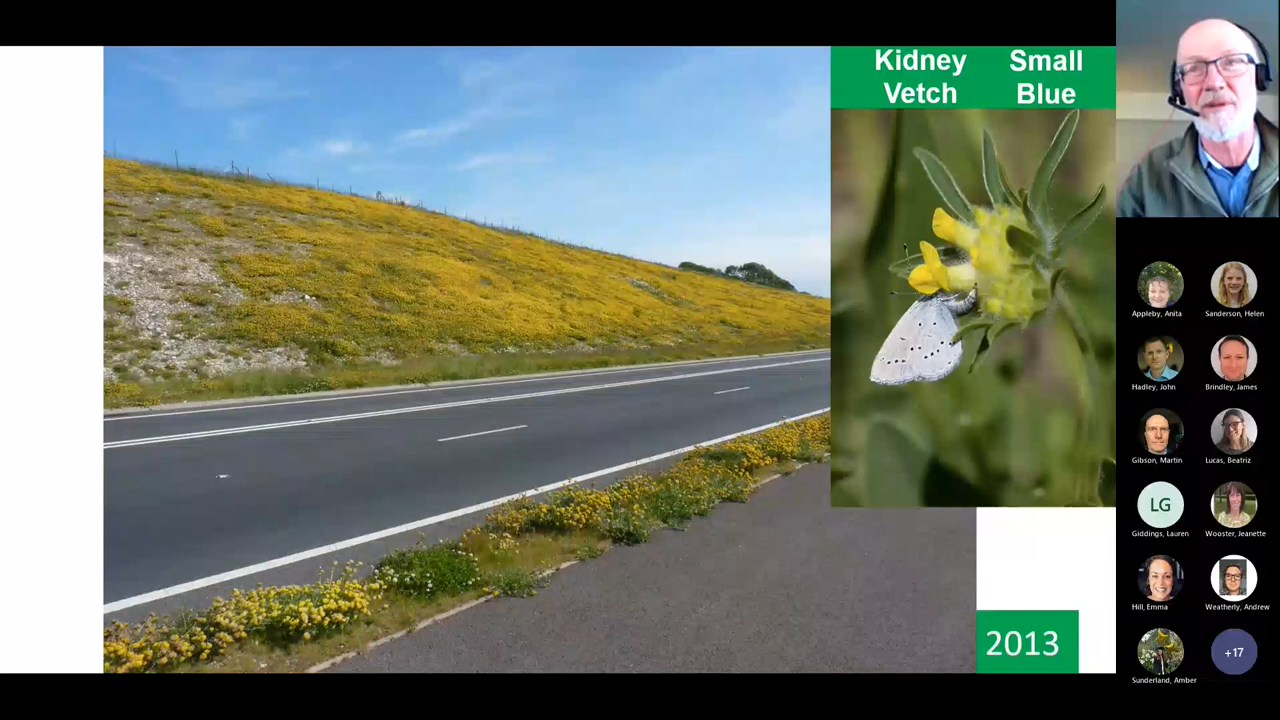 Kidney Small
Vetch Blue
2013
Appleby, Anita Sanderson, Helen
Hadley, John Brindley, James
Gibson, Martin Lucas, Beatriz
LG
Giddings, Lauren Wooster, Jeanette
Hill, Emma Weatherly, Andrew
+17
Sunderland, Amber